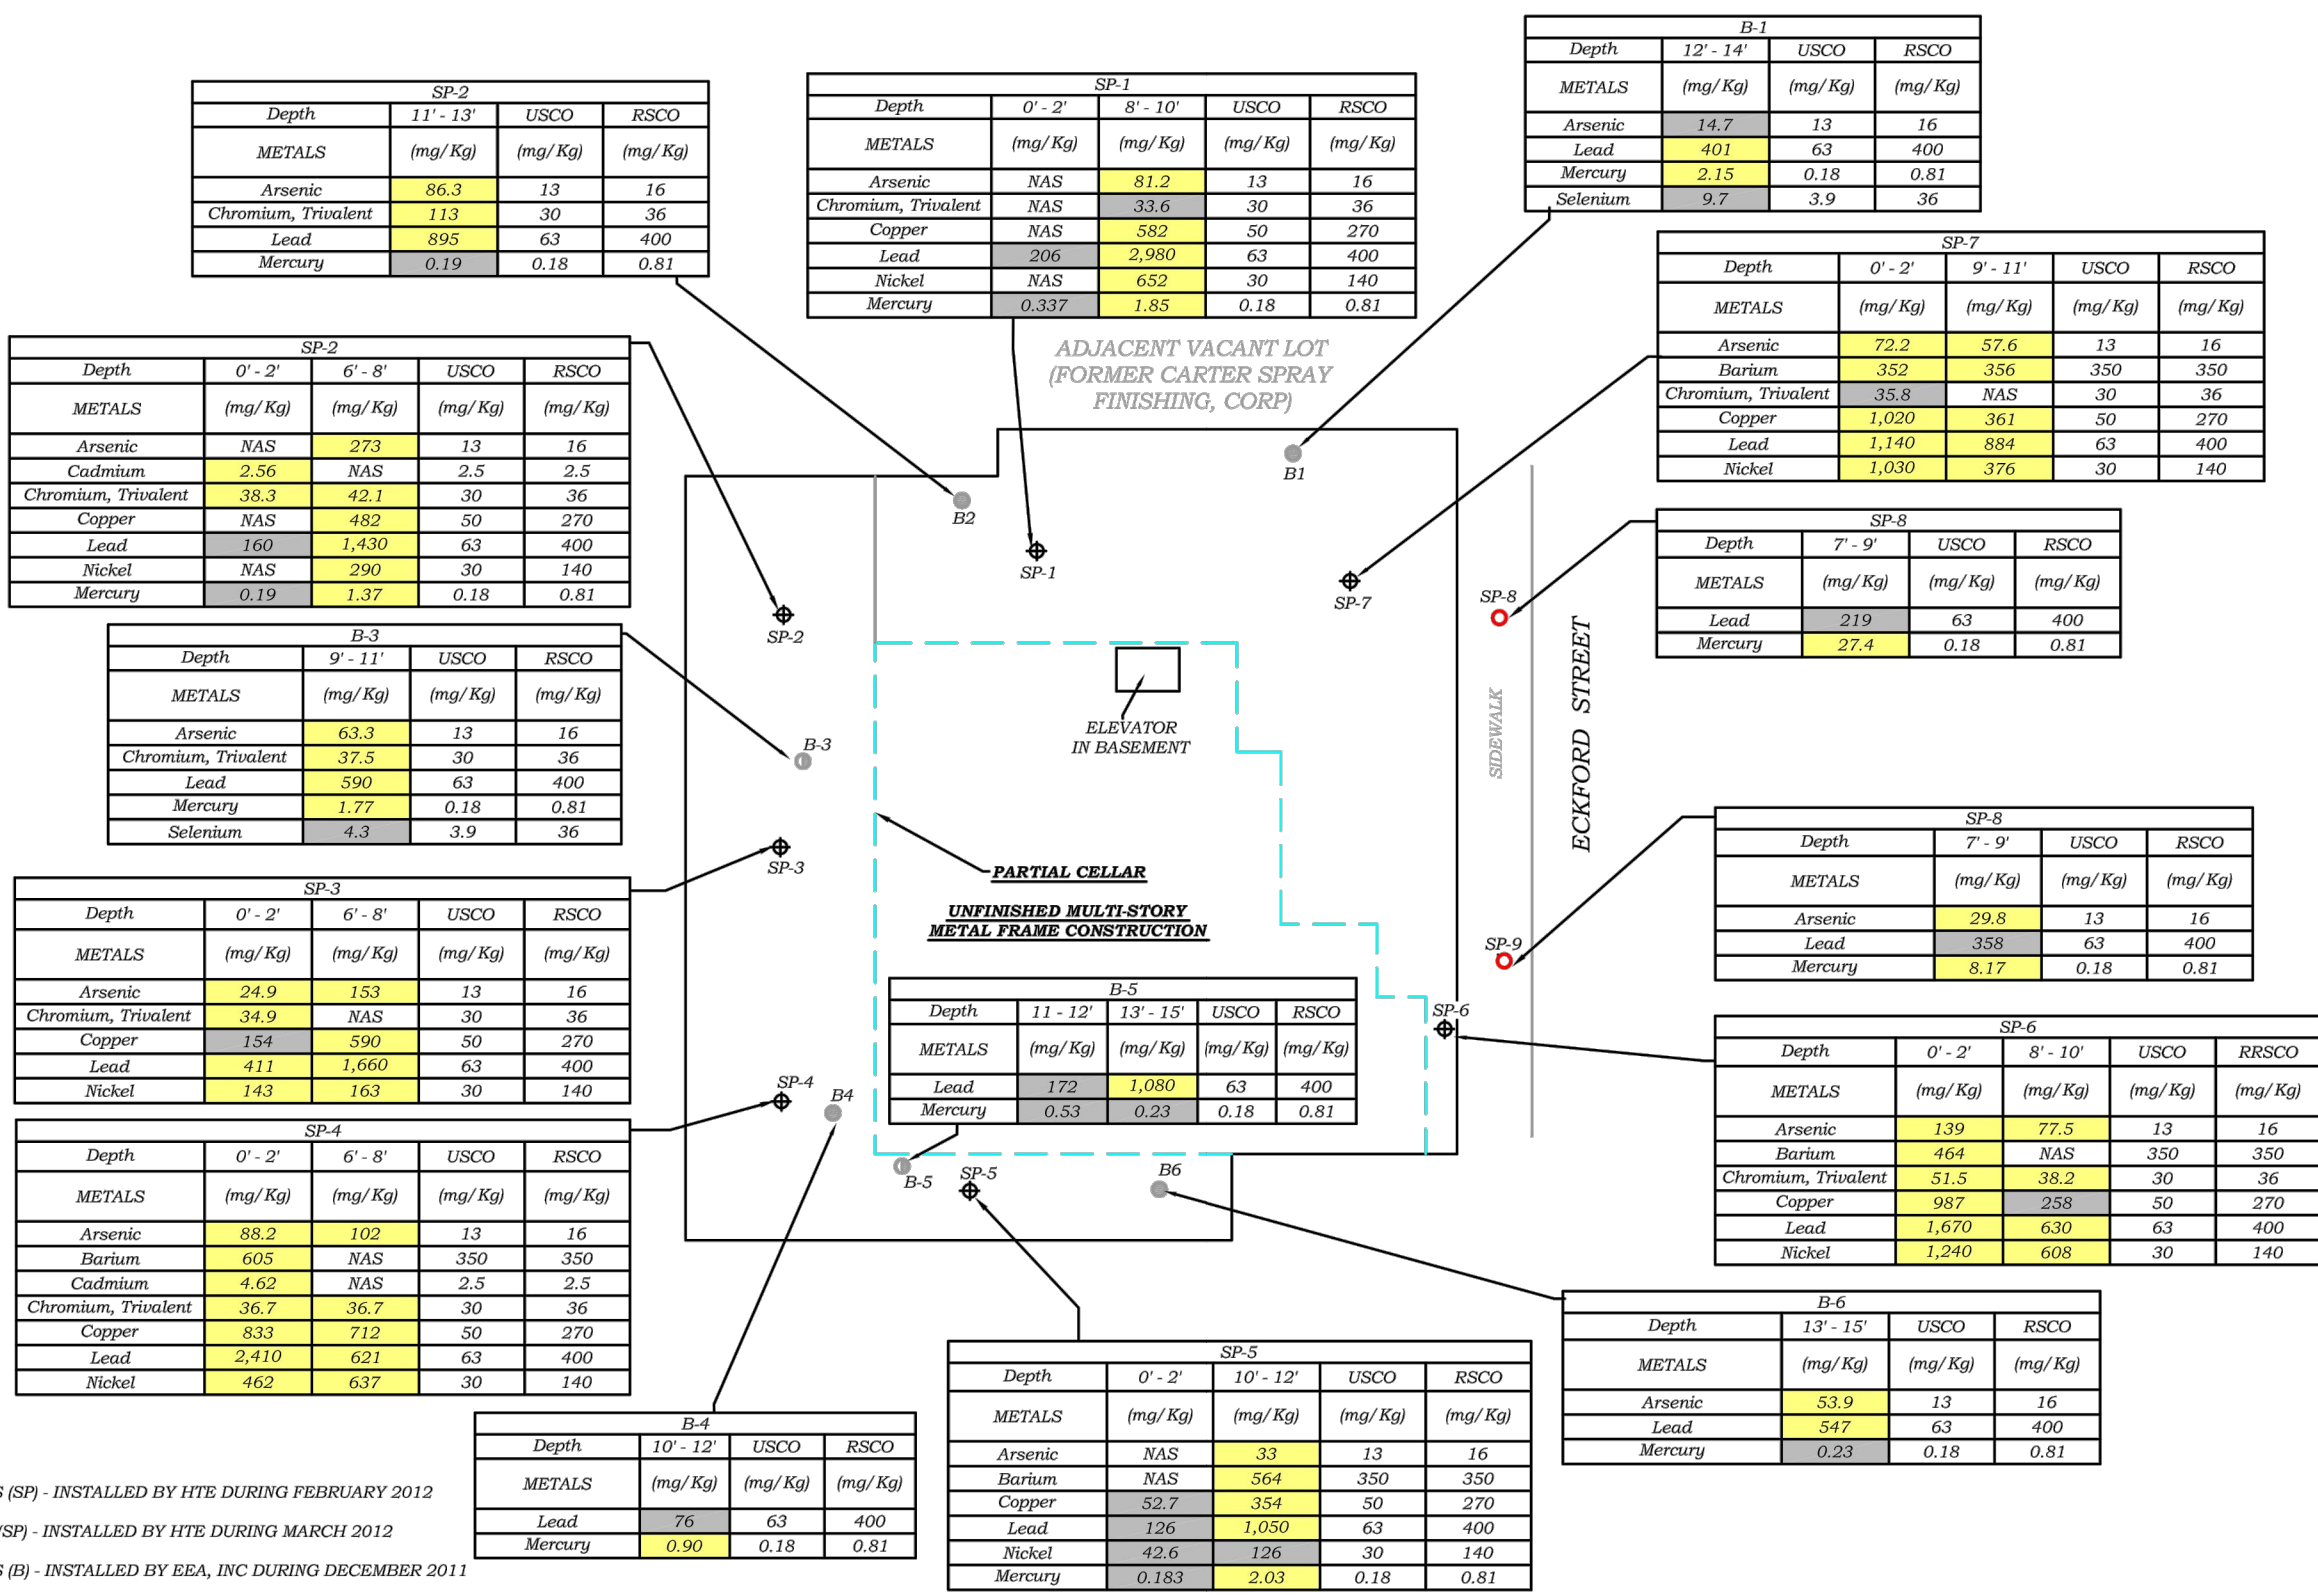 B-1
Depth 12' - 14' USCO RSCO
METALS (mg/Kg) (mg/Kg) (mg/Kg)
Arsenic 14.7 13 16
Lead 401 63 400
Mercury 2.15 0.18 0.81
Selenium 9.7 3.9 36
SP-2
Depth 11' - 13' USCO RSCO
METALS (mg/Kg) (mg/Kg) (mg/Kg)
Arsenic 86.3 13 16
Chromium, Trivalent 113 30 36
Lead 895 63 400
Mercury 0.19 0.18 0.81
SP-1
Depth 0' - 2' 8' - 10' USCO RSCO
METALS (mg/Kg) (mg/Kg) (mg/Kg) (mg/Kg)
Arsenic NAS 81.2 13 16
Chromium, Trivalent NAS 33.6 30 36
Copper NAS 582 50 270
Lead 206 2,980 63 400
Nickel NAS 652 30 140
Mercury 0.337 1.85 0.18 0.81
SP-7
Depth 0' - 2' 9' - 11' USCO RSCO
METALS (mg/Kg) (mg/Kg) (mg/Kg) (mg/Kg)
Arsenic 72.2 57.6 13 16
Barium 352 356 350 350
Chromium, Trivalent 35.8 NAS 30 36
Copper 1,020 361 50 270
Lead 1,140 884 63 400
Nickel 1,030 376 30 140
SP-2
Depth 0' - 2' 6' - 8' USCO RSCO
METALS (mg/Kg) (mg/Kg) (mg/Kg) (mg/Kg)
Arsenic NAS 273 13 16
Cadmium 2.56 NAS 2.5 2.5
Chromium, Trivalent 38.3 42.1 30 36
Copper NAS 482 50 270
Lead 160 1,430 63 400
Nickel NAS 290 30 140
Mercury 0.19 1.37 0.18 0.81
ADJACENT VACANT LOT
(FORMER CARTER SPRAY
FINISHING, CORP)
B1
B2
SP-1
SP-7
SP-2
SP-8
SP-8
Depth 7' - 9' USCO RSCO
METALS (mg/Kg) (mg/Kg) (mg/Kg)
Lead 219 63 400
Mercury 27.4 0.18 0.81
B-3
Depth 9' - 11' USCO RSCO
METALS (mg/Kg) (mg/Kg) (mg/Kg)
Arsenic 63.3 13 16
Chromium, Trivalent 37.5 30 36
Lead 590 63 400
Mercury 1.77 0.18 0.81
Selenium 4.3 3.9 36
B-3
ELEVATOR
IN BASEMENT
SIDEWALK
ECKFORD STREET
SP-3
PARTIAL CELLAR
UNFINISHED MULTI-STORY
METAL FRAME CONSTRUCTION
SP-9
SP-8
Depth 7' - 9' USCO RSCO
METALS (mg/Kg) (mg/Kg) (mg/Kg)
Arsenic 29.8 13 16
Lead 358 63 400
Mercury 8.17 0.18 0.81
SP-3
Depth 0' - 2' 6' - 8' USCO RSCO
METALS (mg/Kg) (mg/Kg) (mg/Kg) (mg/Kg)
Arsenic 24.9 153 13 16
Chromium, Trivalent 34.9 NAS 30 36
Copper 154 590 50 270
Lead 411 1,660 63 400
Nickel 143 163 30 140
B-5
Depth 11 - 12' 13' - 15' USCO RSCO
METALS (mg/Kg) (mg/Kg) (mg/Kg) (mg/Kg)
Lead 172 1,080 63 400
Mercury 0.53 0.23 0.18 0.81
SP-6
SP-6
Depth 0' - 2' 8' - 10' USCO RRSCO
METALS (mg/Kg) (mg/Kg) (mg/Kg) (mg/Kg)
Arsenic 139 77.5 13 16
Barium 464 NAS 350 350
Chromium, Trivalent 51.5 38.2 30 36
Copper 987 258 50 270
Lead 1,670 630 63 400
Nickel 1,240 608 30 140
SP-4
B4
B-5
SP-5
B6
SP-4
Depth 0' - 2' 6' - 8' USCO RSCO
METALS (mg/Kg) (mg/Kg) (mg/Kg) (mg/Kg)
Arsenic 88.2 102 13 16
Barium 605 NAS 350 350
Cadmium 4.62 NAS 2.5 2.5
Chromium, Trivalent 36.7 36.7 30 36
Copper 833 712 50 270
Lead 2,410 621 63 400
Nickel 462 637 30 140
B-6
Depth 13' - 15' USCO RSCO
METALS (mg/Kg) (mg/Kg) (mg/Kg)
Arsenic 53.9 13 16
Lead 547 63 400
Mercury 0.23 0.18 0.81
SP-5
Depth 0' - 2' 10' - 12' USCO RSCO
METALS (mg/Kg) (mg/Kg) (mg/Kg) (mg/Kg)
Arsenic NAS 33 13 16
Barium NAS 564 350 350
Copper 52.7 354 50 270
Lead 126 1,050 63 400
Nickel 42.6 126 30 140
Mercury 0.183 2.03 0.18 0.81
B-4
Depth 10' - 12' USCO RSCO
METALS (mg/Kg) (mg/Kg) (mg/Kg)
Lead 76 63 400
Mercury 0.90 0.18 0.81
S (SP) - INSTALLED BY HTE DURING FEBRUARY 2012
(SP) - INSTALLED BY HTE DURING MARCH 2012
S (B) - INSTALLED BY EEA, INC DURING DECEMBER 2011